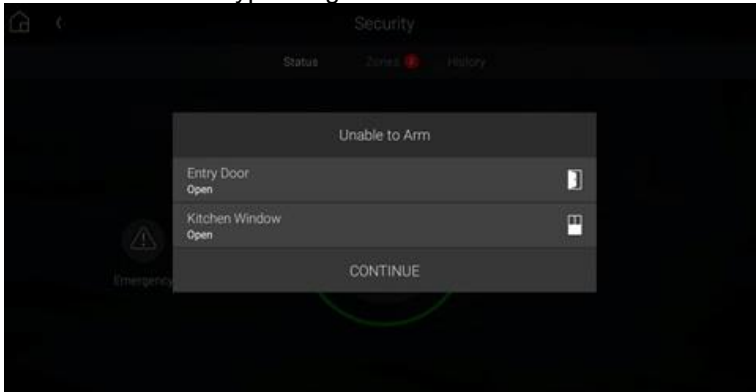 Security
Status Zones History
Unable to Arm
Entry Door
Open
Kitchen Window
Open
CONTINUE
Emergency